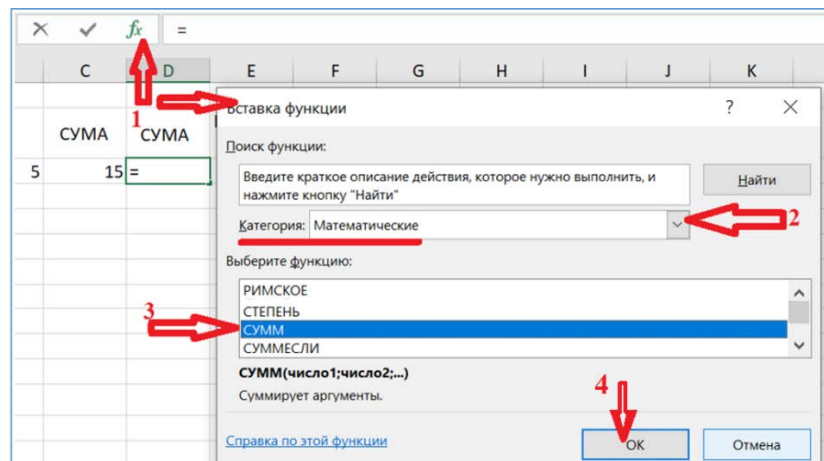 fx =
C D E F G H I J K
1
Вставка функции ? ×
СУМА СУМА
Поиск функции:
5 15 =
Введите краткое описание действия, которое нужно выполнить, и
нажмите кнопку "Найти"
Найти
Категория: Математические
2
Выберите функцию:
РИМСКОЕ
СТЕПЕНЬ
3
СУММ
СУММЕСЛИ
СУММ(число1;число2;...)
Суммирует аргументы.
4
Справка по этой функции
ОК
Отмена